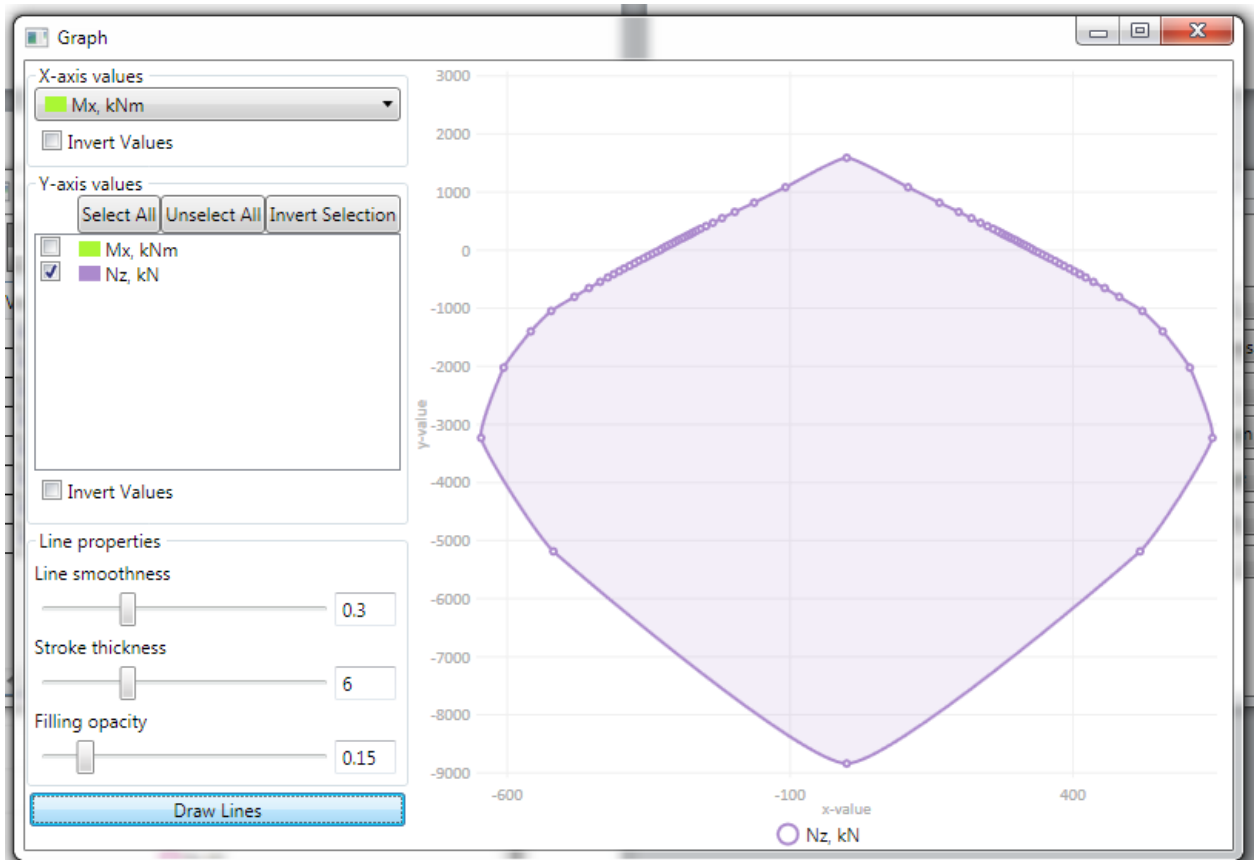 Graph
X-axis values
Mx, kNm
Invert Values
Y-axis values
Select All Unselect All Invert Selection
Mx, kNm
Nz, kN
Invert Values
Line properties
Line smoothness
0.3
Stroke thickness
6
Filling opacity
0.15
Draw Lines
3000
2000
1000
0
-1000
-2000
-3000
-4000
-5000
-6000
-7000
-8000
-9000
y-value
-600 -100 400
x-value
Nz, kN